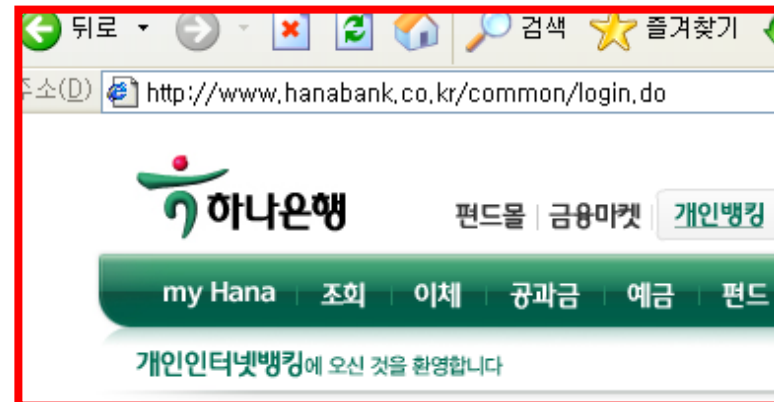 뒤로 검색 즐겨찾기
주소(D) http://www.hanabank.co.kr/common/login.do
하나은행 펀드몰 금융마켓 개인뱅킹
my Hana 조회 이체 공과금 예금 펀드
개인인터넷뱅킹에 오신 것을 환영합니다